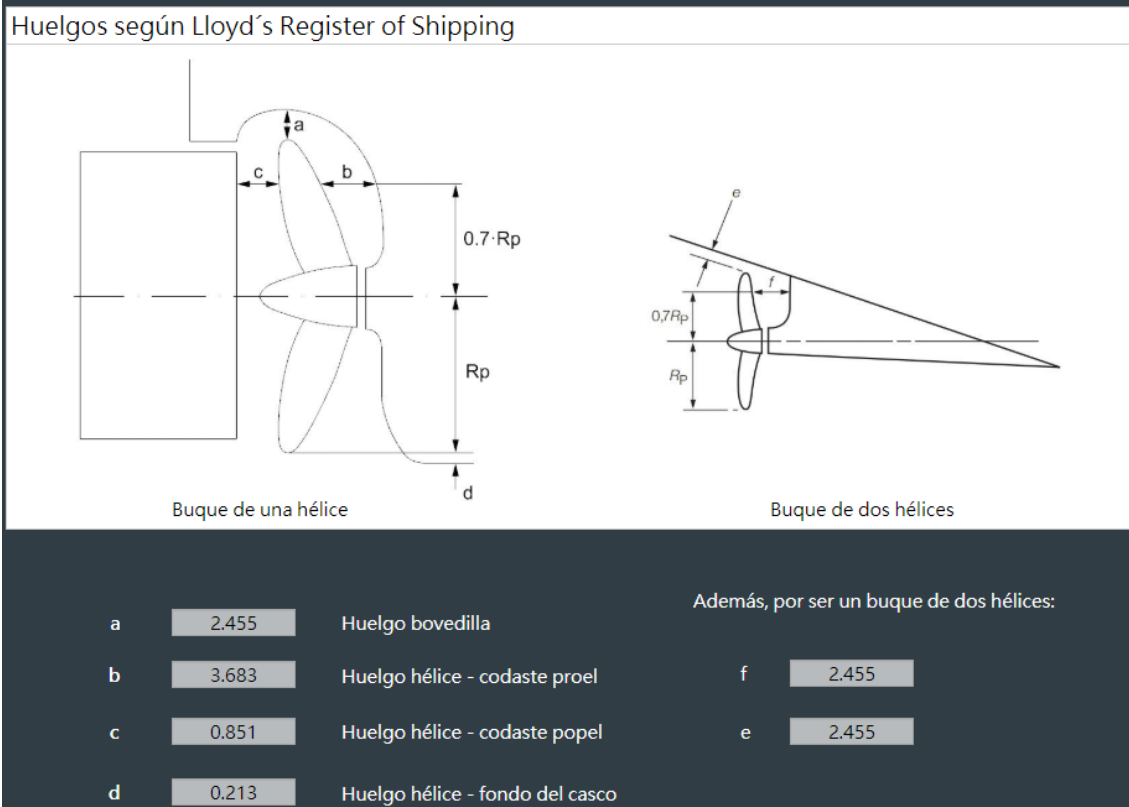 Huelgos según Lloyd´s Register of Shipping
a
c
b
0.7·Rp
Rp
d
Buque de una hélice
e
f
0,7Rp
Rp
Buque de dos hélices
Además, por ser un buque de dos hélices:
a 2.455 Huelgo bovedilla
b 3.683 Huelgo hélice - codaste proel
f 2.455
c 0.851 Huelgo hélice - codaste popel
e 2.455
d 0.213 Huelgo hélice - fondo del casco